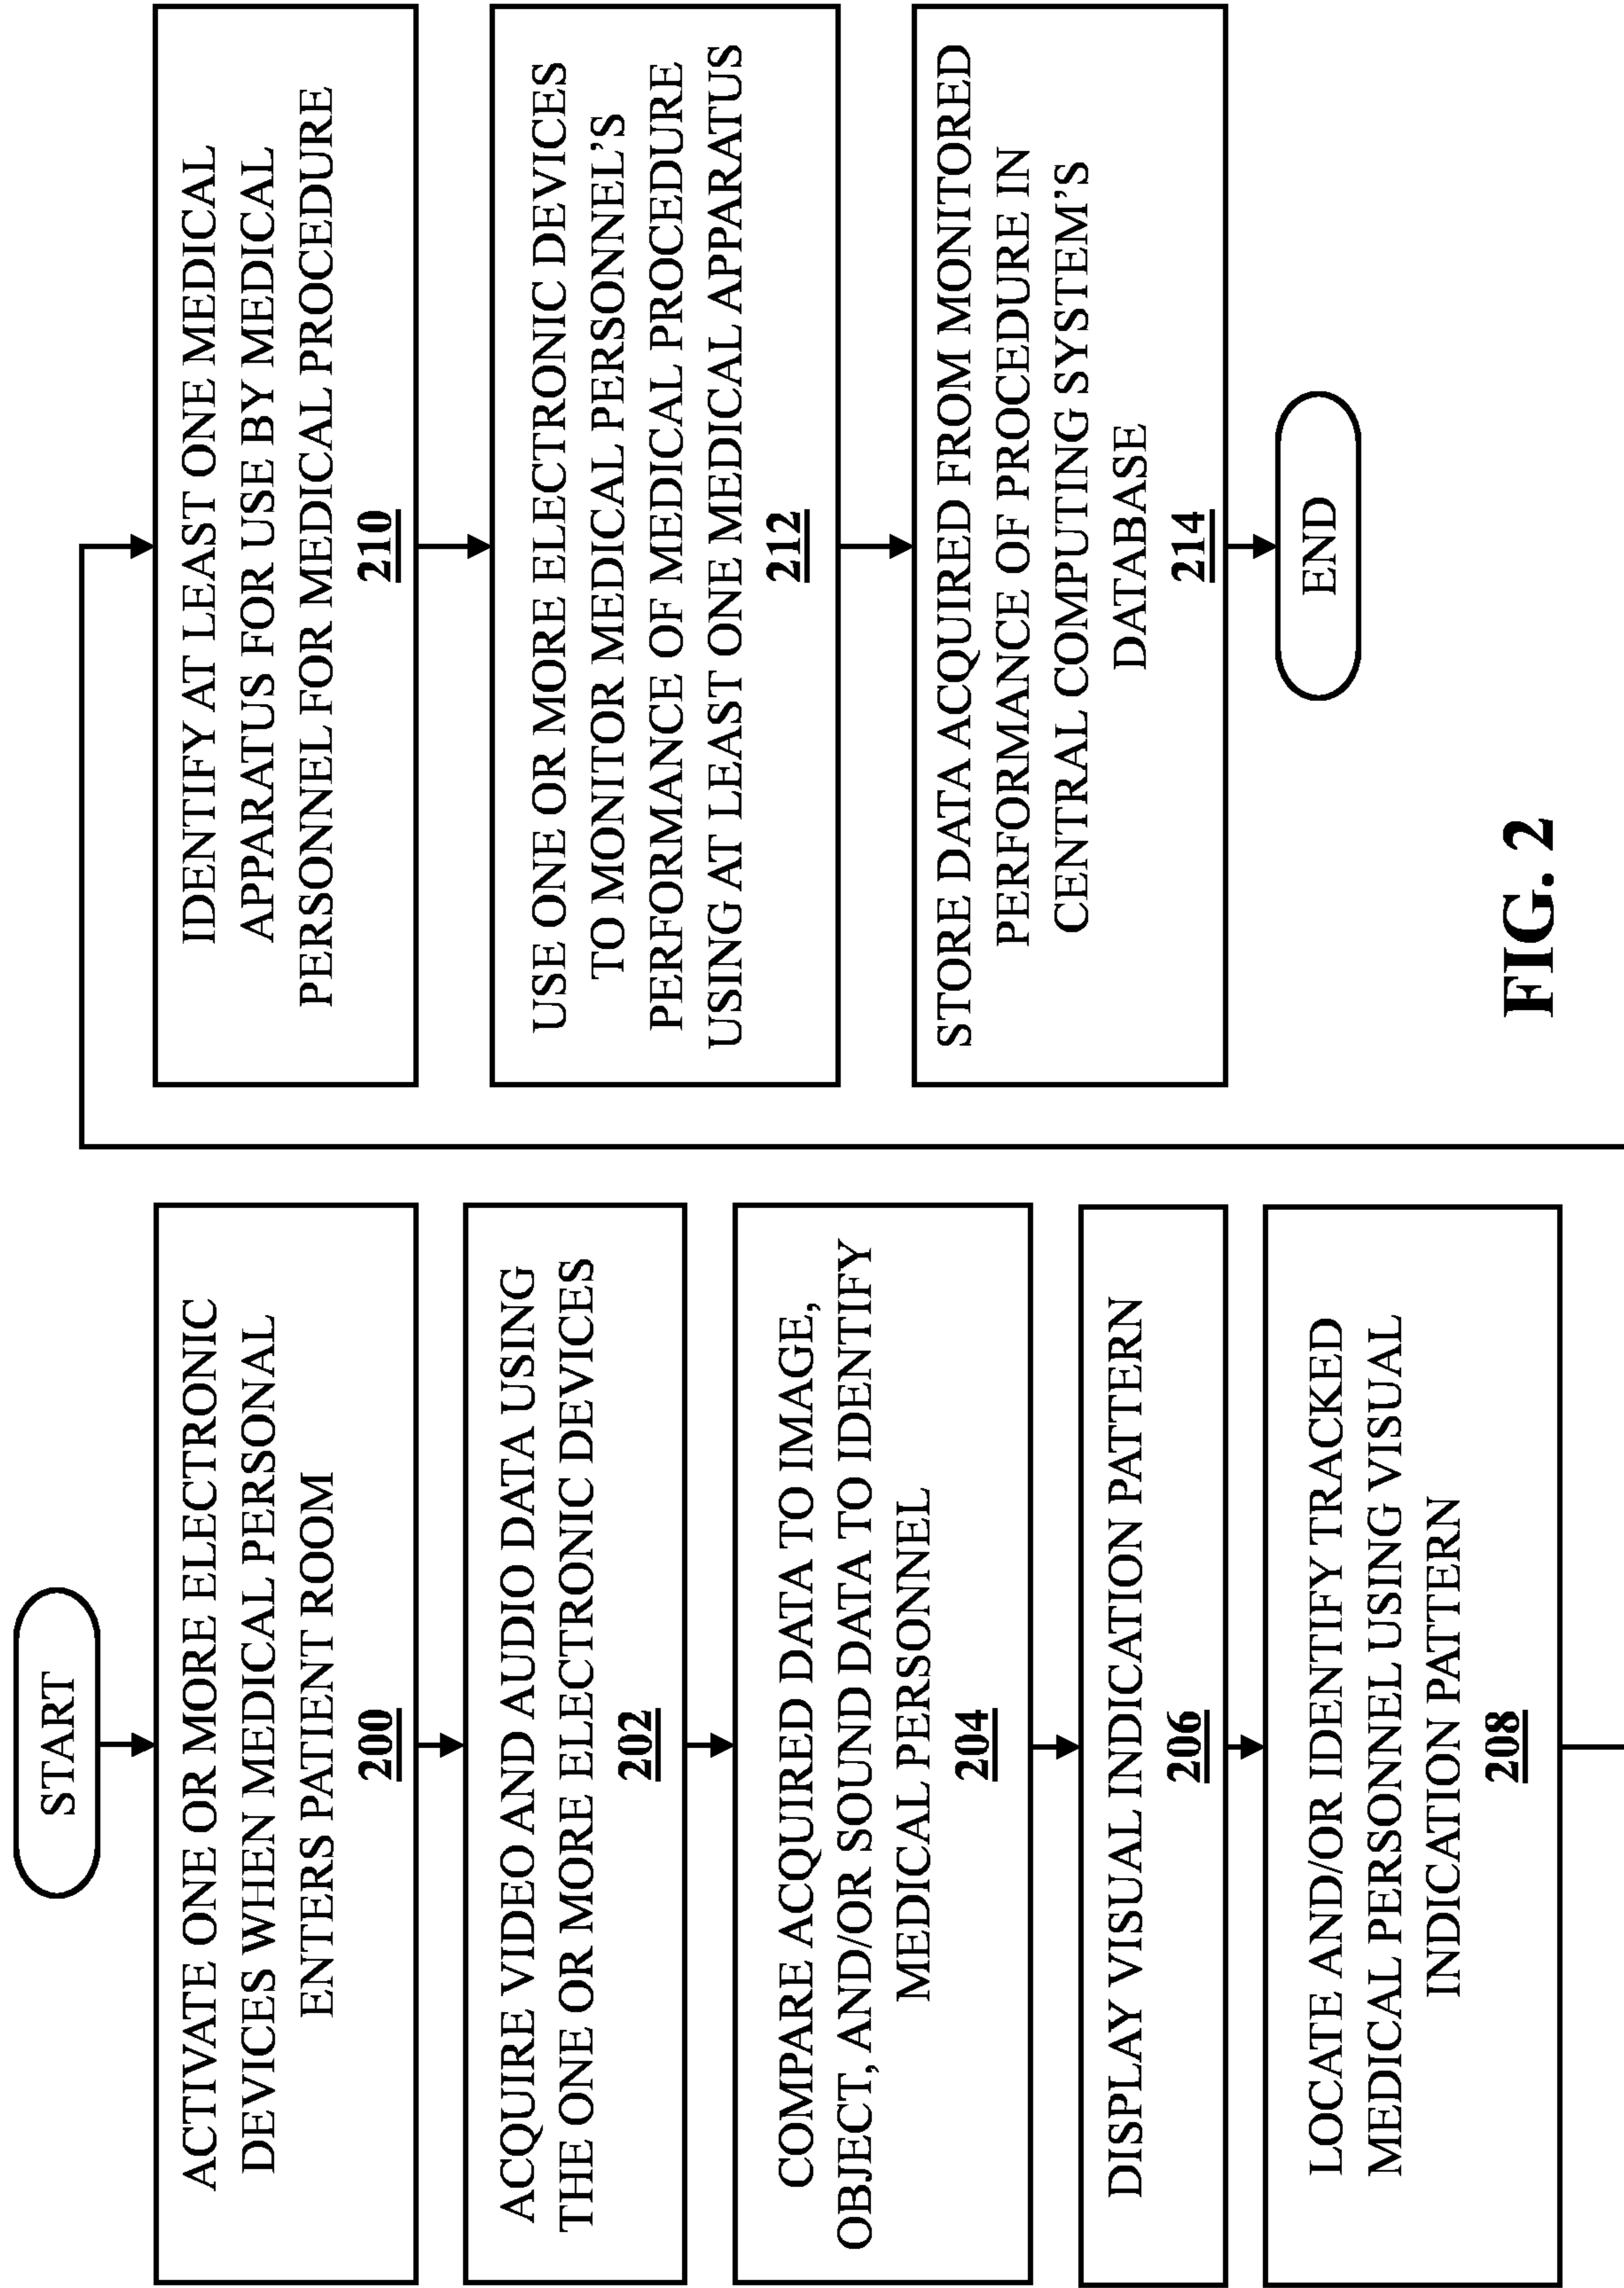 START
ACTIVATE ONE OR MORE ELECTRONIC
DEVICES WHEN MEDICAL PERSONAL
ENTERS PATIENT ROOM
200
ACQUIRE VIDEO AND AUDIO DATA USING
THE ONE OR MORE ELECTRONIC DEVICES
202
COMPARE ACQUIRED DATA TO IMAGE,
OBJECT, AND/OR SOUND DATA TO IDENTIFY
MEDICAL PERSONNEL
204
DISPLAY VISUAL INDICATION PATTERN
206
LOCATE AND/OR IDENTIFY TRACKED
MEDICAL PERSONNEL USING VISUAL
INDICATION PATTERN
208
IDENTIFY AT LEAST ONE MEDICAL
APPARATUS FOR USE BY MEDICAL
PERSONNEL FOR MEDICAL PROCEDURE
210
USE ONE OR MORE ELECTRONIC DEVICES
TO MONITOR MEDICAL PERSONNEL'S
PERFORMANCE OF MEDICAL PROCEDURE
USING AT LEAST ONE MEDICAL APPARATUS
212
STORE DATA ACQUIRED FROM MONITORED
PERFORMANCE OF PROCEDURE IN
CENTRAL COMPUTING SYSTEM'S
DATABASE
214
END
FIG. 2